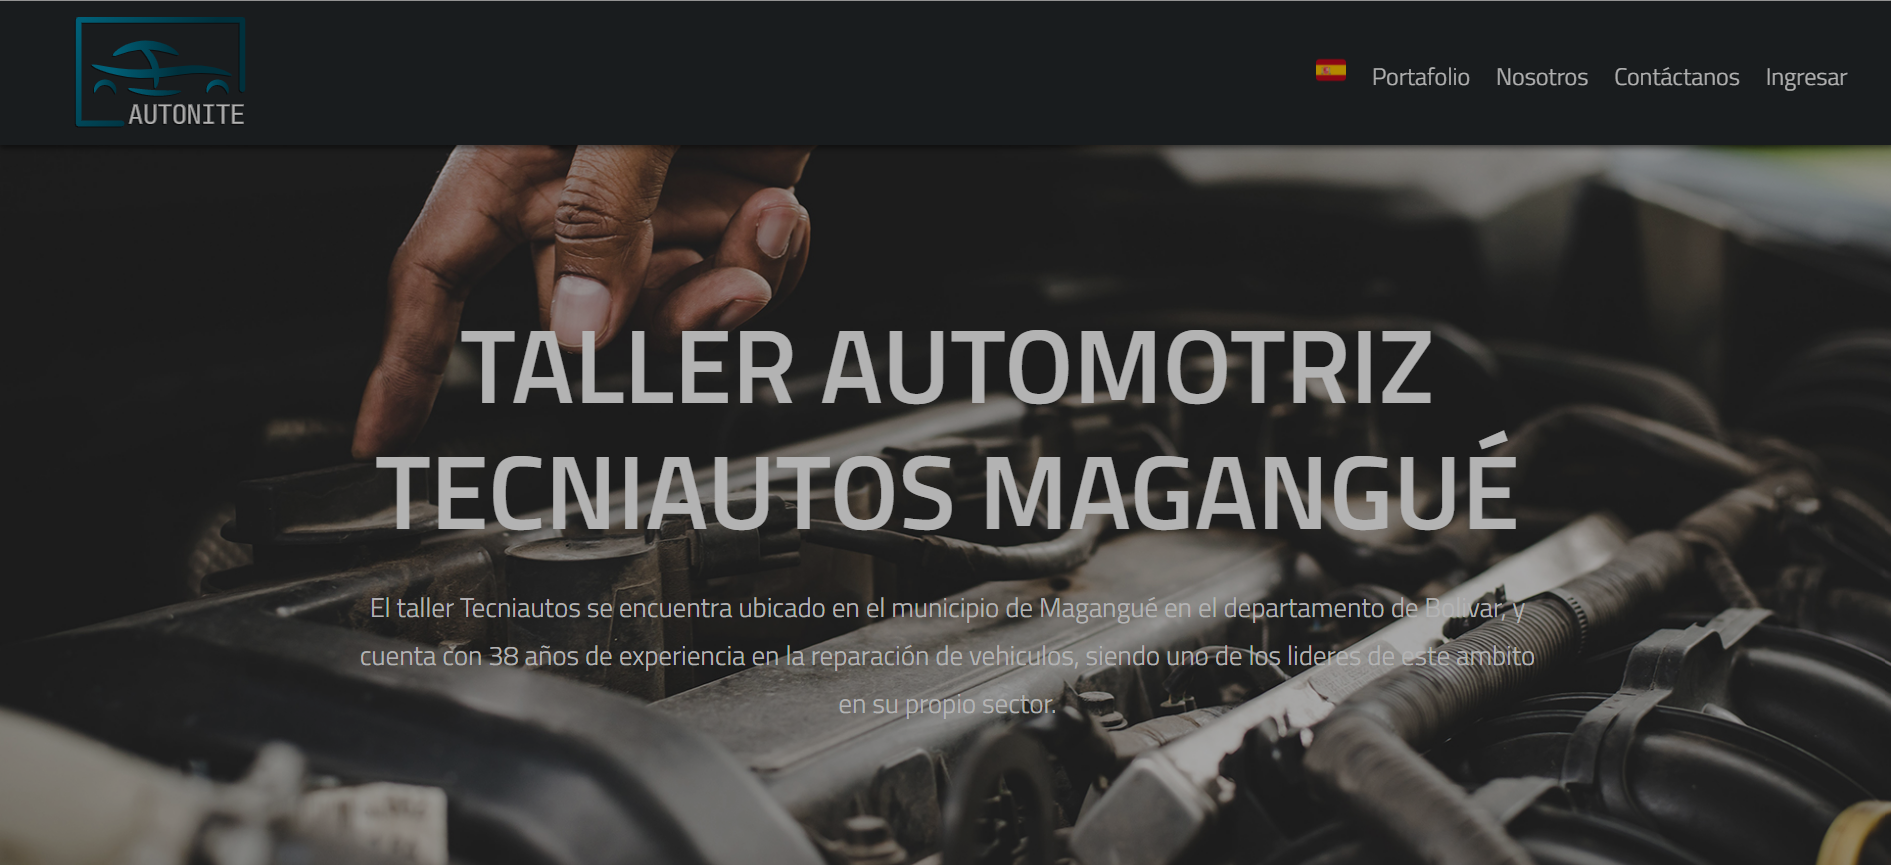 AUTONITE
Portafolio Nosotros Contáctanos Ingresar
TALLER AUTOMOTRIZ
TECNIAUTOS MAGANGUÉ
El taller Tecniautos se encuentra ubicado en el municipio de Magangué en el departamento de Bolivar, y
cuenta con 38 años de experiencia en la reparación de vehiculos, siendo uno de los lideres de este ambito
en su propio sector.